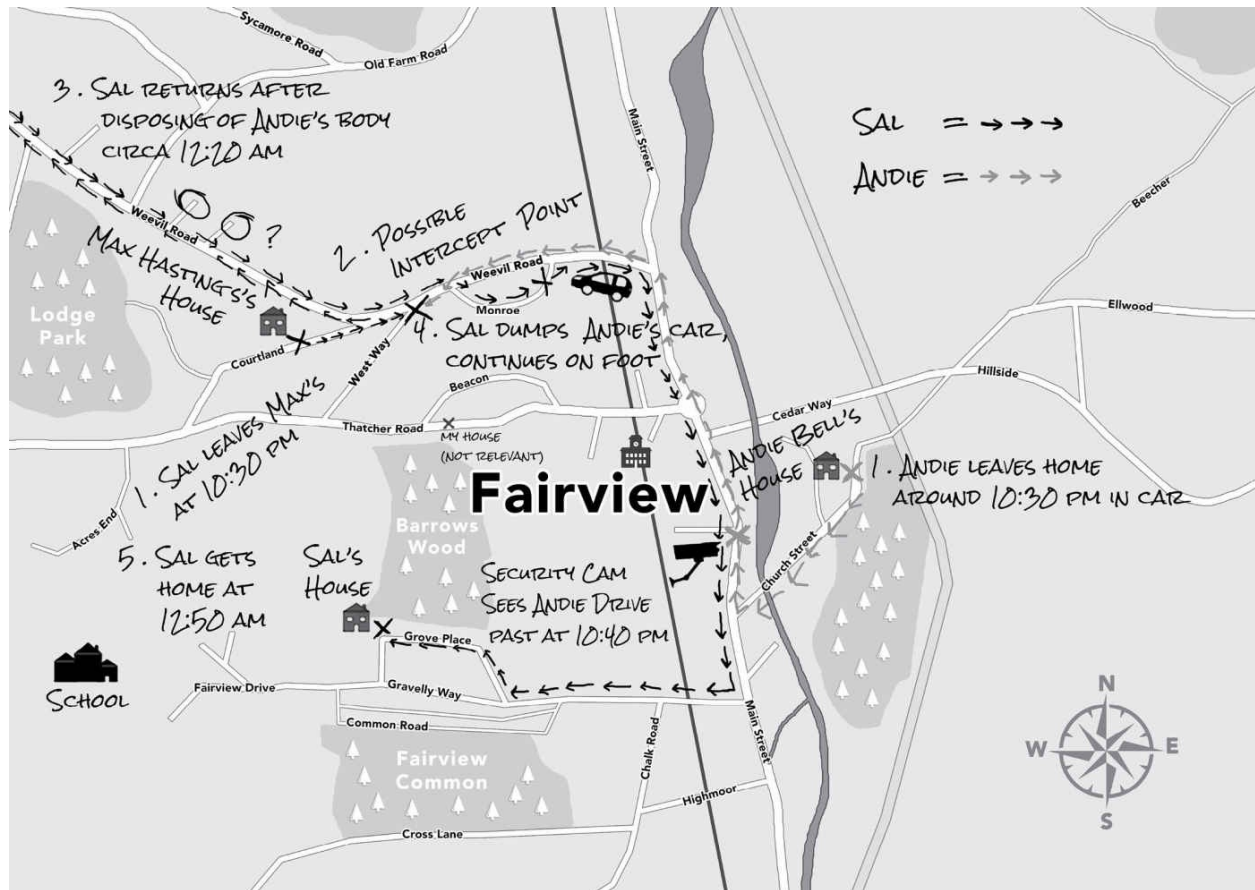 Sycamore Road
Old Farm Road
3. Sal returns after
disposing of Andie's body
circa 12:20 am
Main Street
Sal =
Andie =
Beecher
Weevil Road
?
Max Hastings's
House
2. Possible
Intercept Point
Weevil Road
Monroe
Lodge
Park
Courtland
West Way
4. Sal dumps Andie's car,
continues on foot
Ellwood
Hillside
Beacon
Cedar Way
Thatcher Road
My house
(not relevant)
1. Sal leaves Max's
at 10:30 pm
Andie Bell's
House
1. Andie leaves home
around 10:30 pm in car
Fairview
Acres End
Barrows
Wood
Church Street
5. Sal gets
home at
12:50 am
Sal's
House
Security Cam
Sees Andie Drive
past at 10:40 pm
Grove Place
School
Fairview Drive
Gravelly Way
Common Road
Main Street
Chalk Road
Fairview
Common
Highmoor
Cross Lane
N
W E
S